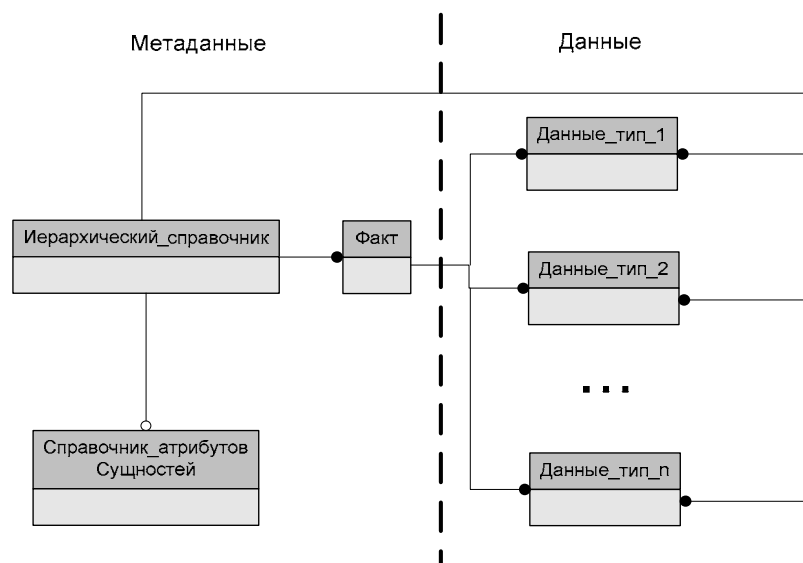 Метаданные
Данные
Данные_тип_1
Иерархический_справочник
Факт
Данные_тип_2
...
Справочник_атрибутов
Сущностей
Данные_тип_n